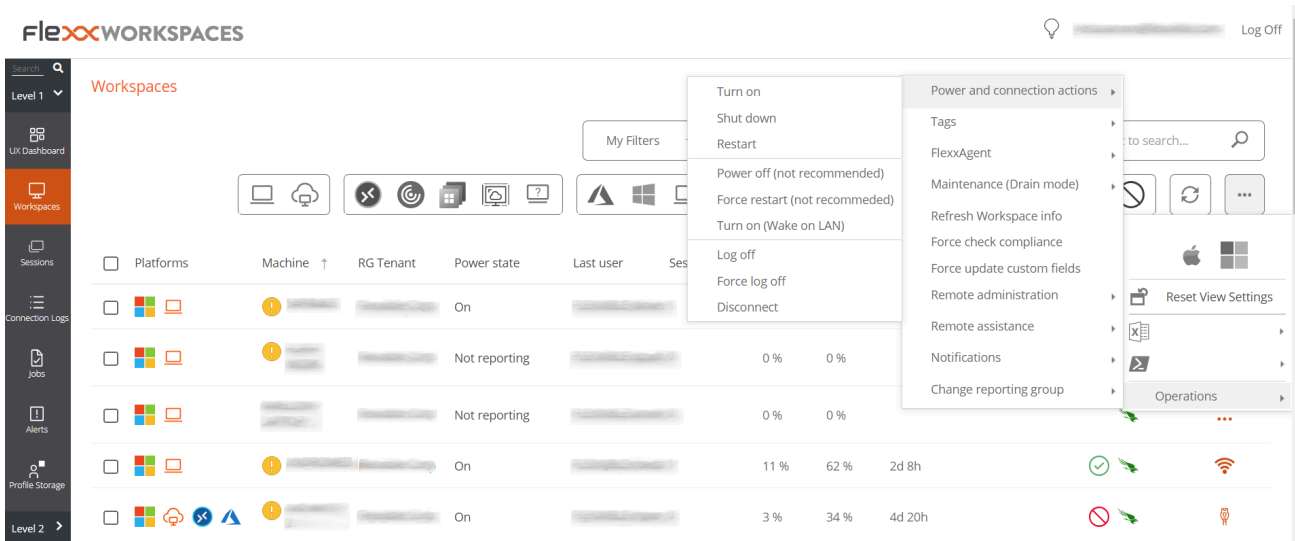 FlexxWORKSPACES
Log Off
Search
Level 1
UX Dashboard
Workspaces
Sessions
Connection Logs
Jobs
Alerts
Profile Storage
Level 2
Workspaces
My Filters
to search...
Platforms Machine ↑ RG Tenant Power state Last user Ses
On
Not reporting 0 % 0 %
Not reporting 0 % 0 %
On 11 % 62 % 2d 8h
On 3 % 34 % 4d 20h
Turn on
Shut down
Restart
Power off (not recommended)
Force restart (not recommeded)
Turn on (Wake on LAN)
Log off
Force log off
Disconnect
Power and connection actions
Tags
FlexxAgent
Maintenance (Drain mode)
Refresh Workspace info
Force check compliance
Force update custom fields
Remote administration
Remote assistance
Notifications
Change reporting group
Reset View Settings
Operations